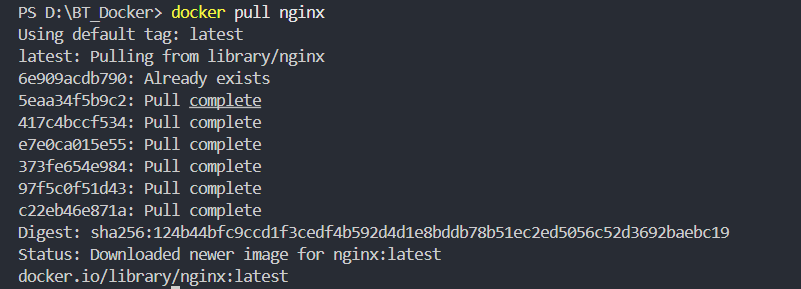 PS D:\BT_Docker> docker pull nginx
Using default tag: latest
latest: Pulling from library/nginx
6e909acdb790: Already exists
5eaa34f5b9c2: Pull complete
417c4bccf534: Pull complete
e7e0ca015e55: Pull complete
373fe654e984: Pull complete
97f5c0f51d43: Pull complete
c22eb46e871a: Pull complete
Digest: sha256:124b44bfc9ccd1f3cedf4b592d4d1e8bddb78b51ec2ed5056c52d3692baebc19
Status: Downloaded newer image for nginx:latest
docker.io/library/nginx:latest